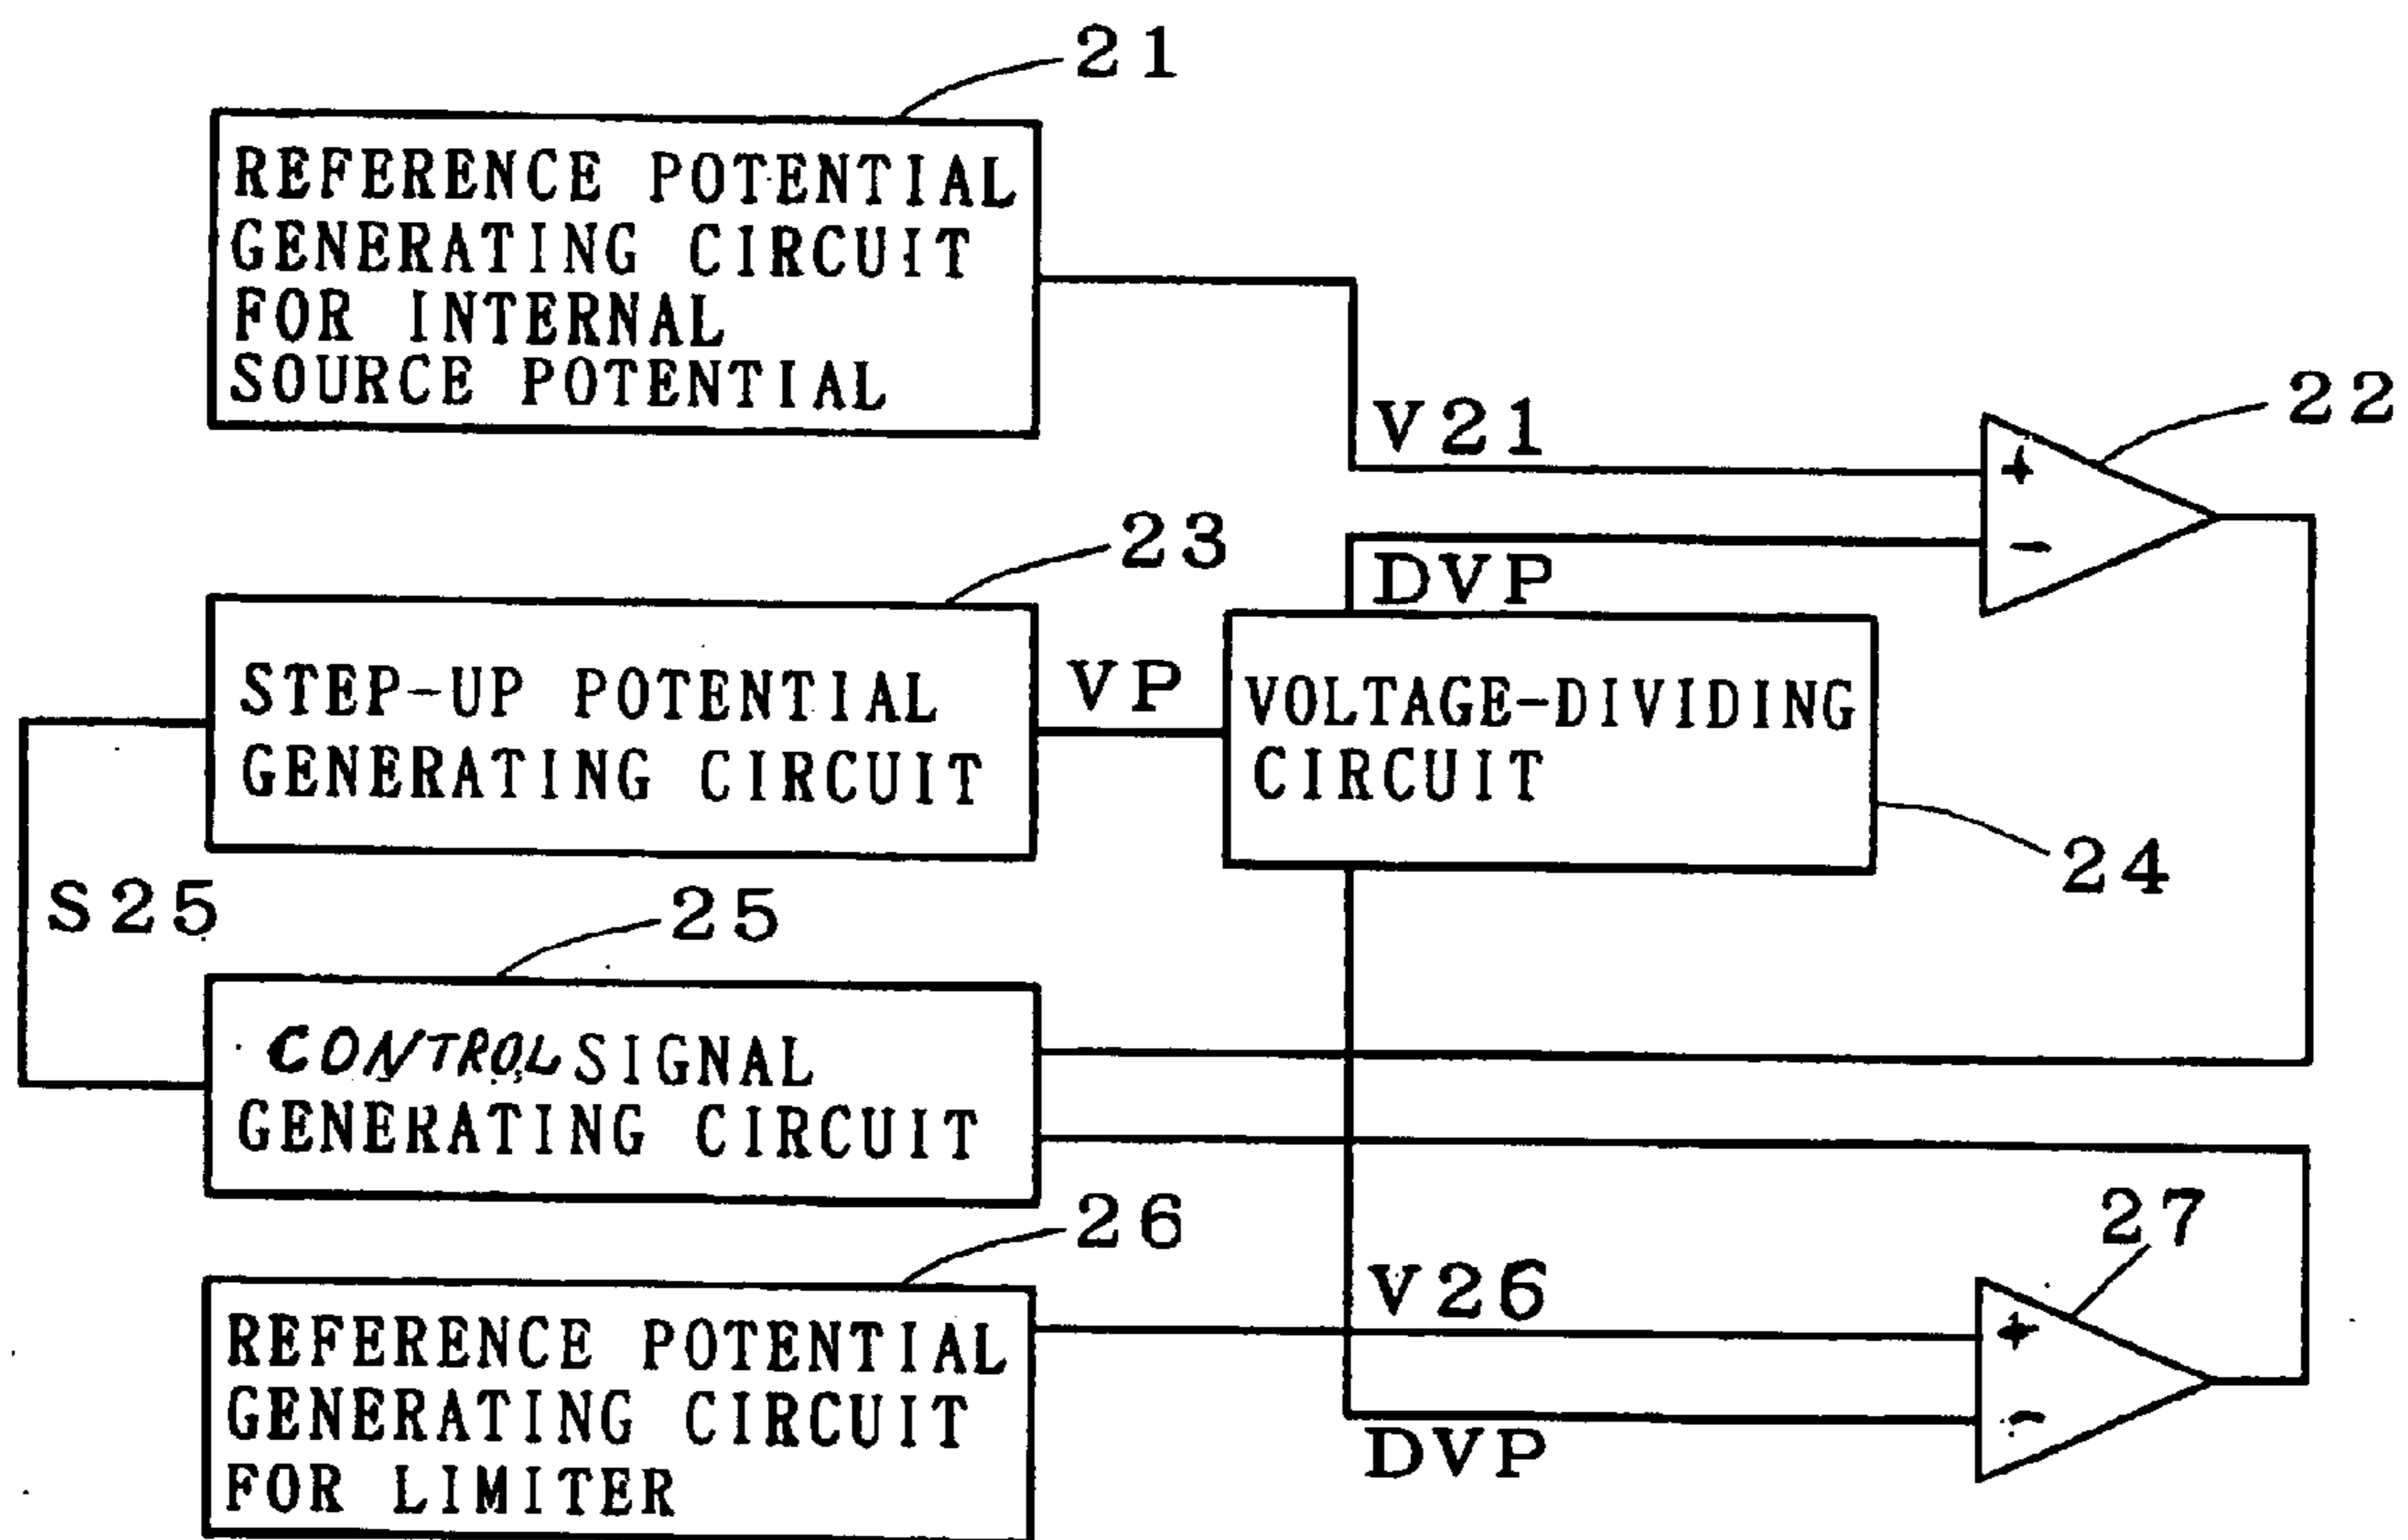 21
REFERENCE POTENTIAL
GENERATING CIRCUIT
FOR INTERNAL
SOURCE POTENTIAL
V21
22
+
-
DVP
23
STEP-UP POTENTIAL
GENERATING CIRCUIT
VP
VOLTAGE-DIVIDING
CIRCUIT
24
S25
25
CONTROL SIGNAL
GENERATING CIRCUIT
26
REFERENCE POTENTIAL
GENERATING CIRCUIT
FOR LIMITER
V26
27
+
-
DVP